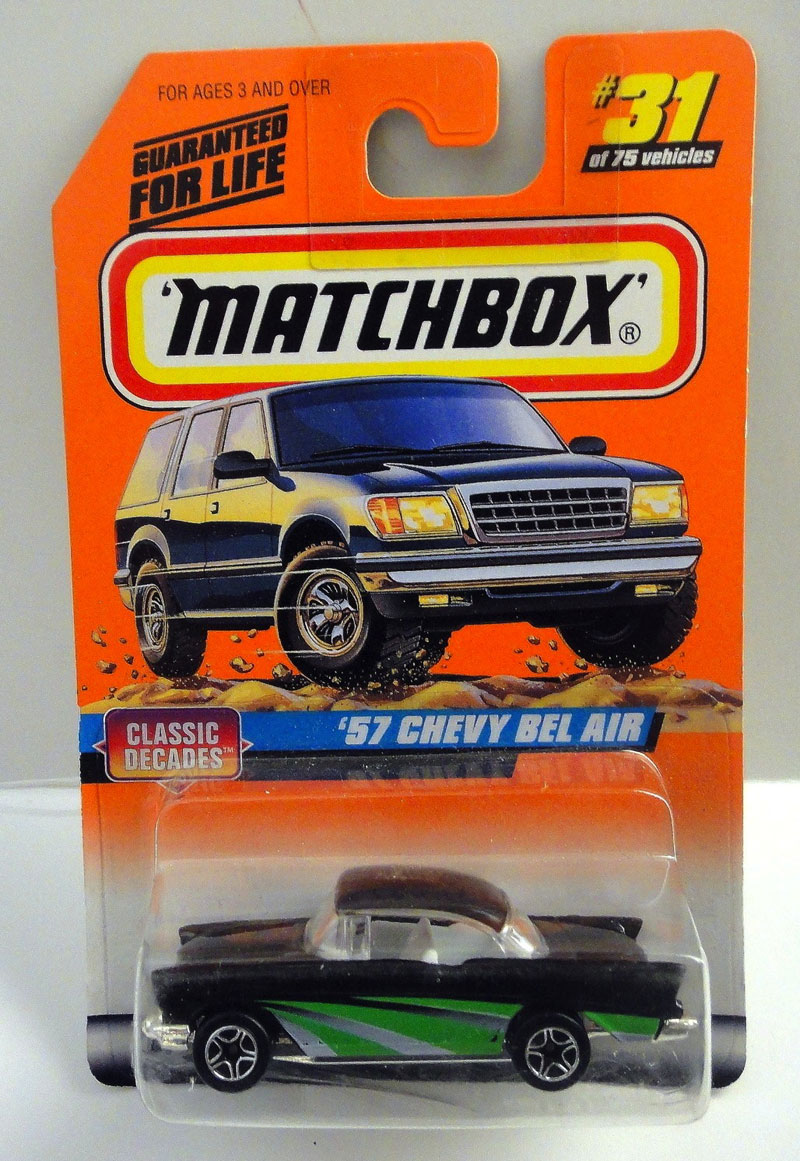 FOR AGES 3 AND OVER
GUARANTEED
FOR LIFE
#31
of 75 vehicles
'MATCHBOX'®
CLASSIC
DECADES™
'57 CHEVY BEL AIR